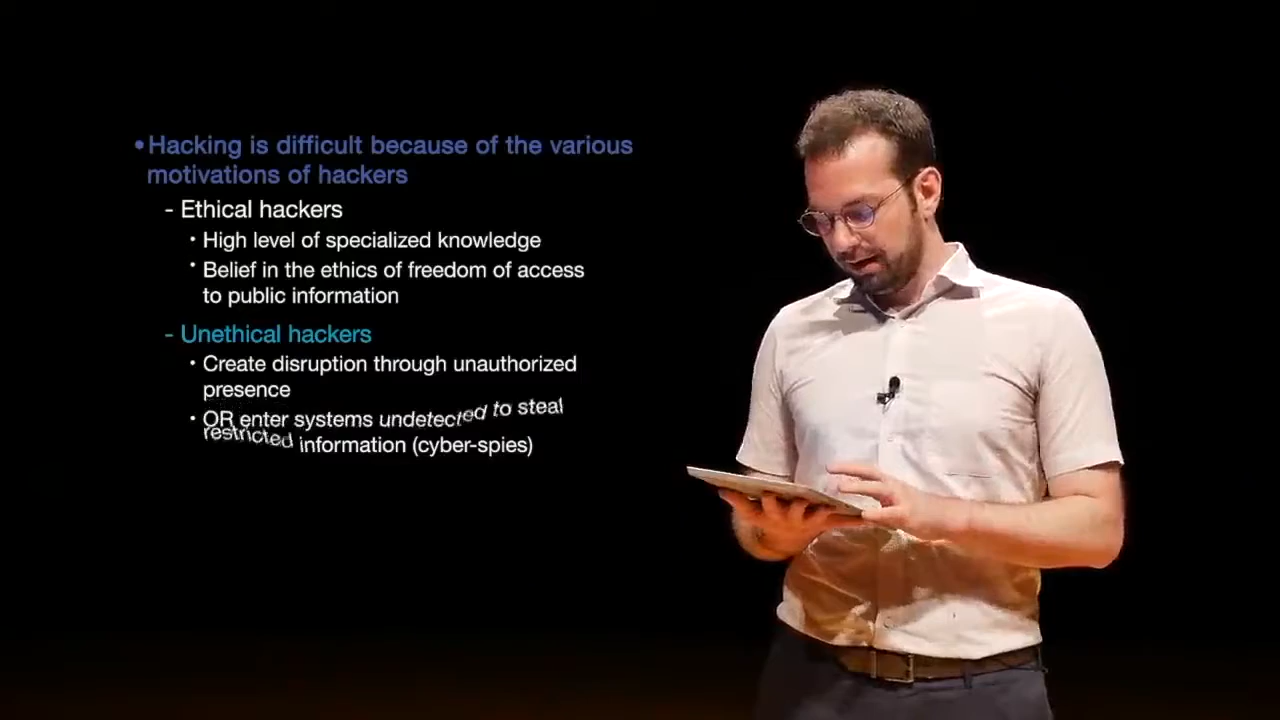 •Hacking is difficult because of the various
motivations of hackers
- Ethical hackers
• High level of specialized knowledge
• Belief in the ethics of freedom of access
to public information
- Unethical hackers
• Create disruption through unauthorized
presence
• OR enter systems undetected to steal
restricted information (cyber-spies)